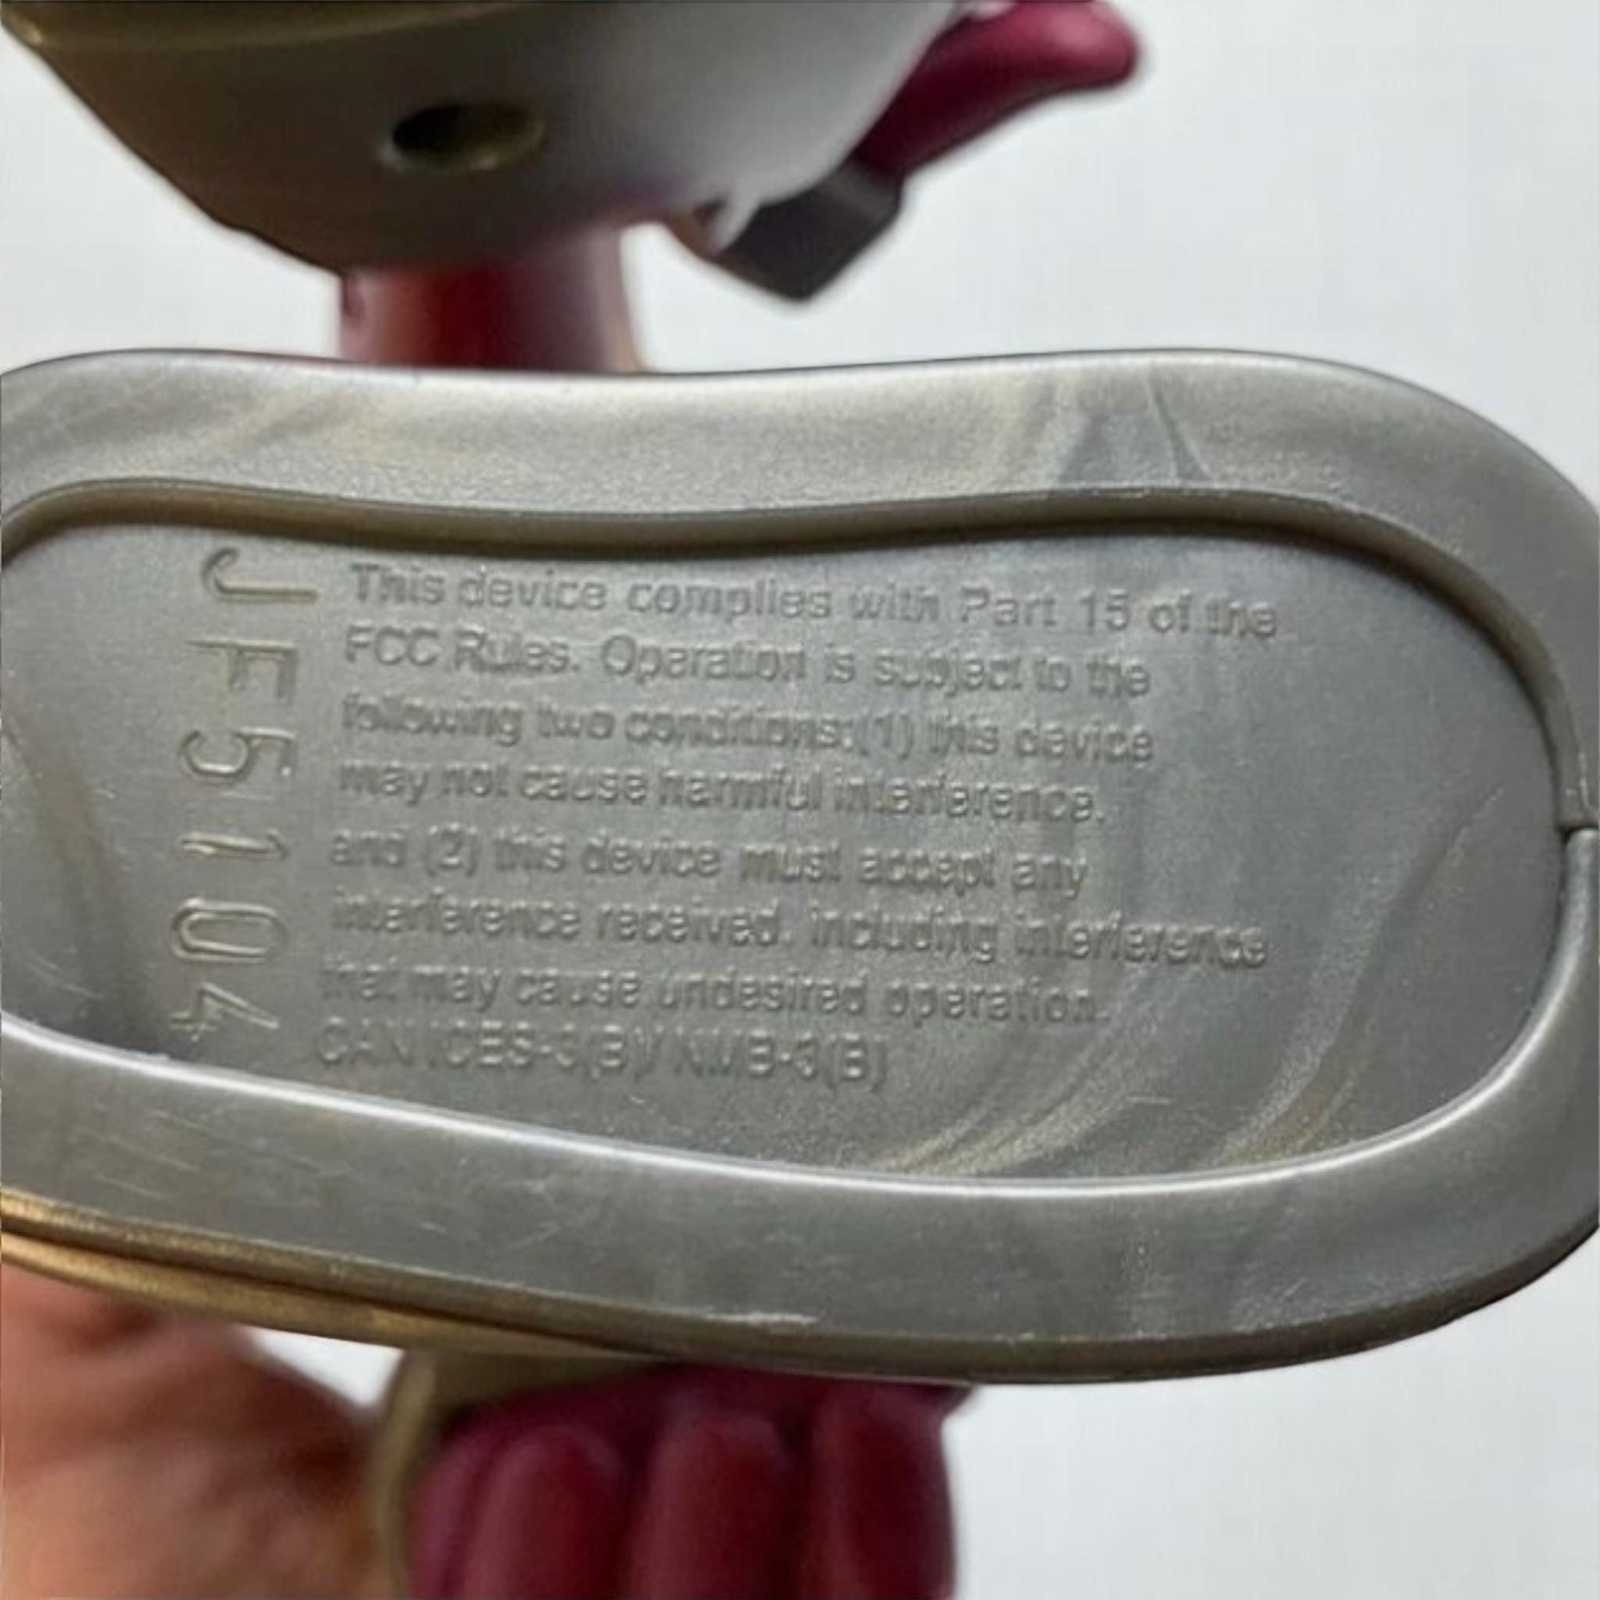 JF5104
This device complies with Part 15 of the
FCC Rules. Operation is subject to the
following two conditions:(1) this device
may not cause harmful interference.
and (2) this device must accept any
interference received. including interference
that may cause undesired operation.
CAN ICES-3(B)/ NMB-3(B)